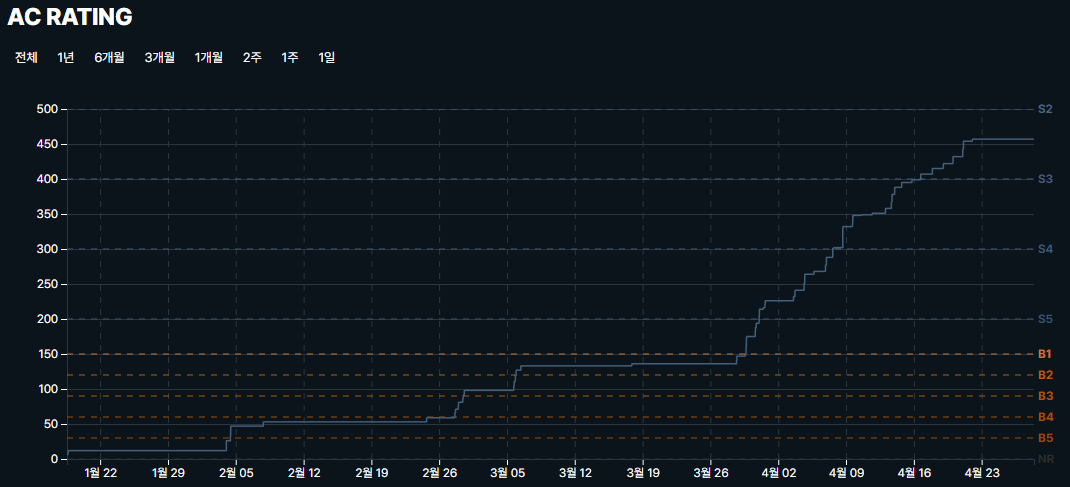 AC RATING
전체 1년 6개월 3개월 1개월 2주 1주 1일
500 S2
450
400 S3
350
300 S4
250
200 S5
150 B1
B2
100 B3
50 B4
B5
0 NR
1월 22 1월 29 2월 05 2월 12 2월 19 2월 26 3월 05 3월 12 3월 19 3월 26 4월 02 4월 09 4월 16 4월 23